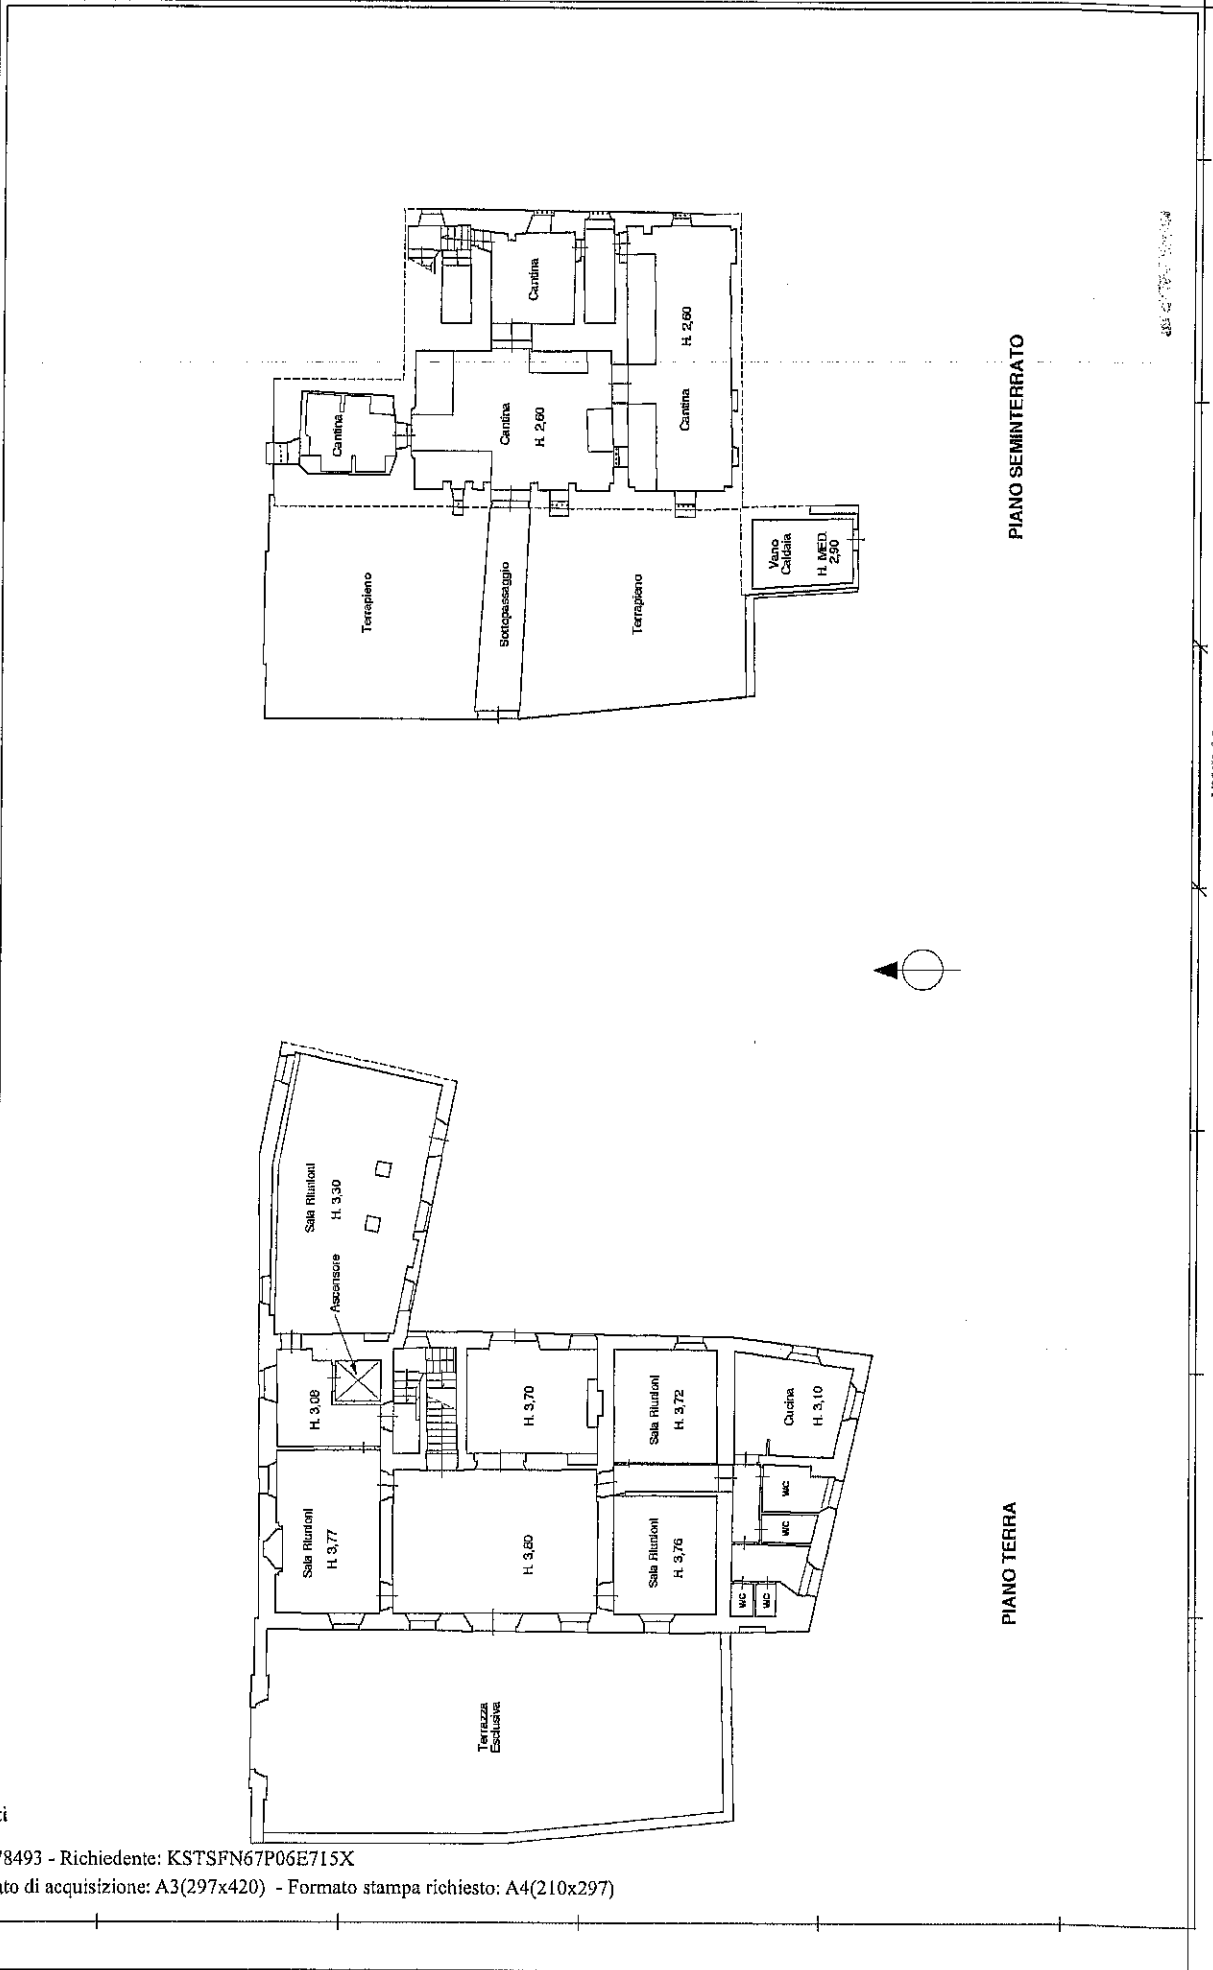 Cantina
Cantina
Cantina
H. 2,60
Cantina
H. 2,60
Terrapieno
Sottopassaggio
Terrapieno
Vano
Caldaia
H. MED.
2,90
PIANO SEMINTERRATO
Sala Riunioni
H. 3,30
Ascensore
H. 3,08
Sala Riunioni
H. 3,77
H. 3,70
H. 3,80
Sala Riunioni
H. 3,72
Sala Riunioni
H. 3,76
Cucina
H. 3,10
WC
WC
WC
WC
Terrazza
Esclusiva
PIANO TERRA
78493 - Richiedente: KSTSFN67P06E715X
ato di acquisizione: A3(297x420) - Formato stampa richiesto: A4(210x297)